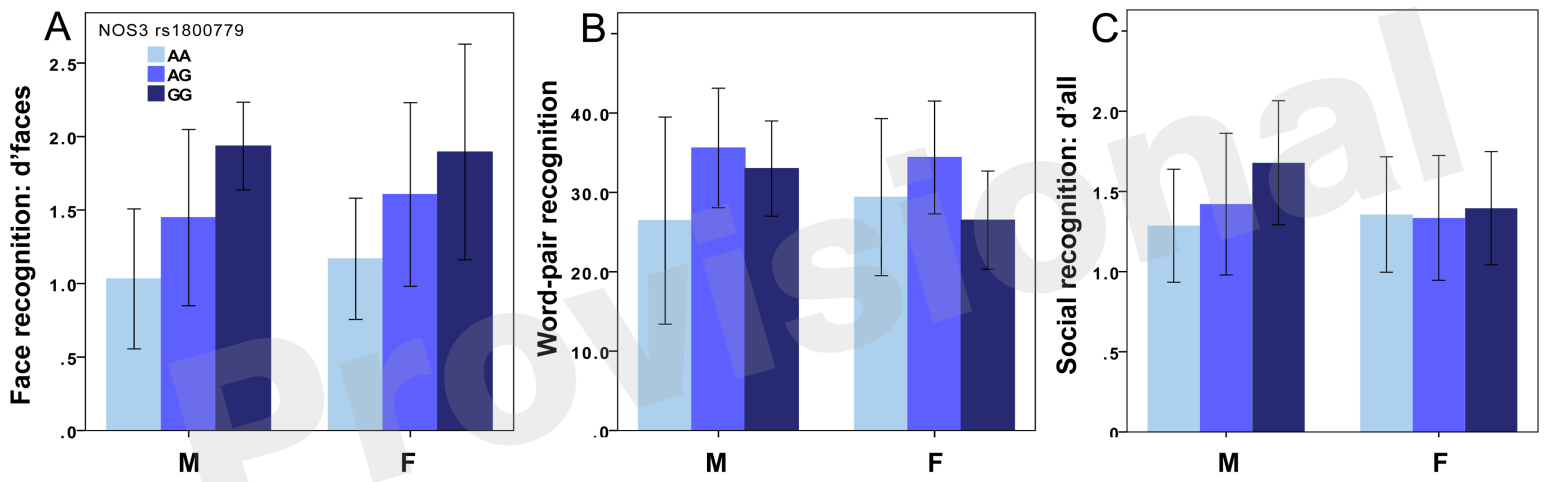 A
NOS3 rs1800779
AA
AG
GG
Face recognition: d'faces
2.5
2.0
1.5
1.0
.5
.0
M
F
B
Word-pair recognition
40.0
30.0
20.0
10.0
.0
M
F
C
Social recognition: d'all
2.0
1.5
1.0
.5
0
M
F
Provisional